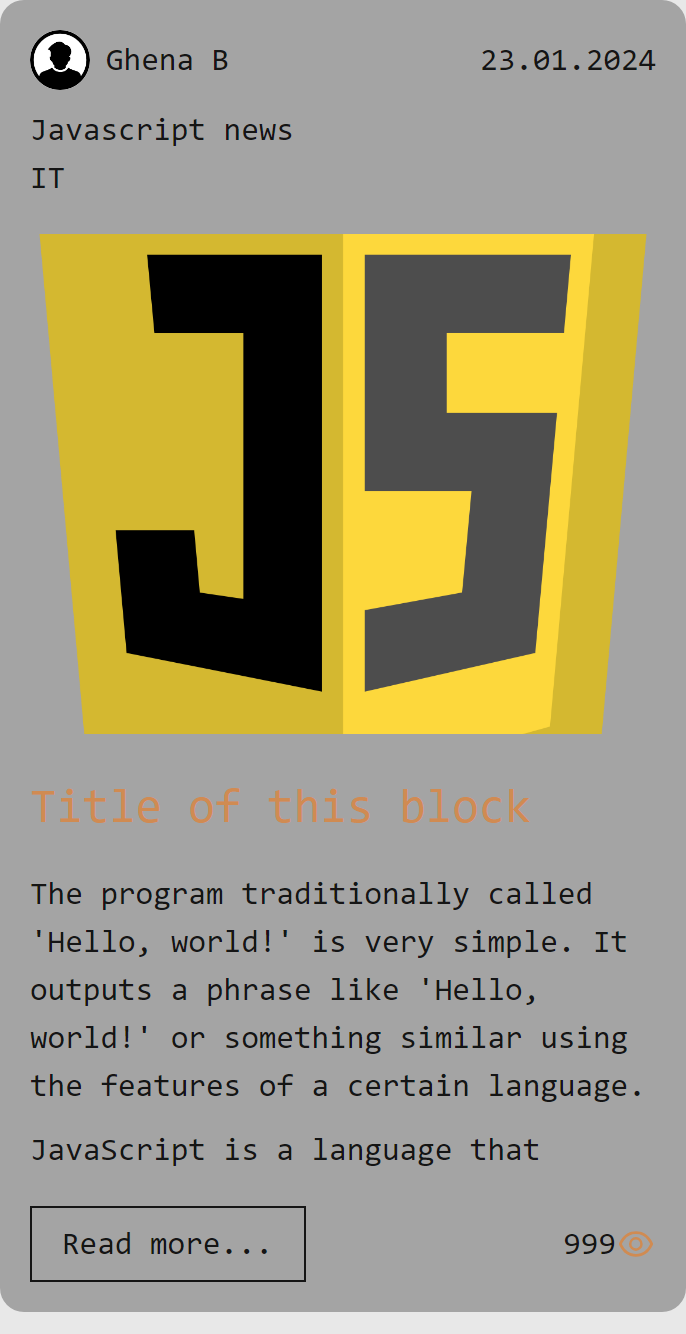 Ghena B 23.01.2024
Javascript news
IT
JS
Title of this block
The program traditionally called
'Hello, world!' is very simple. It
outputs a phrase like 'Hello,
world!' or something similar using
the features of a certain language.
JavaScript is a language that
Read more... 999